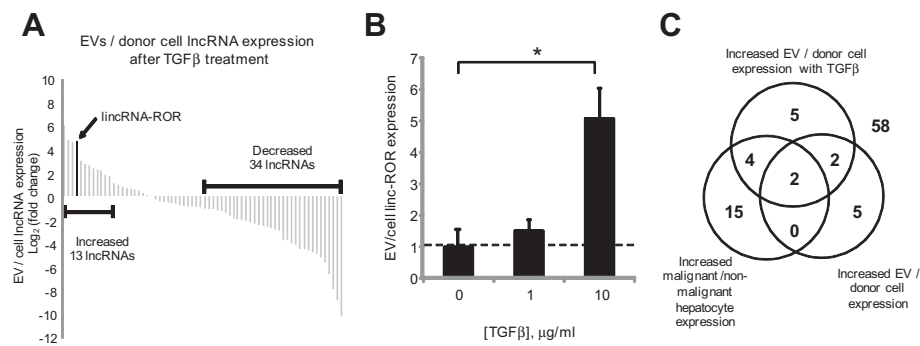 A
EVs / donor cell lncRNA expression
after TGFβ treatment
EV / cell lncRNA expression
Log2 (fold change)
10
8
6
4
2
0
-2
-4
-6
-8
-10
-12
lincRNA-ROR
Decreased
34 lncRNAs
Increased
13 lncRNAs
B
EV/cell linc-ROR expression
7
6
5
4
3
2
1
0
*
0
1
10
[TGFβ], µg/ml
C
Increased EV / donor cell
expression with TGFβ
5
58
4
2
2
15
5
0
Increased
malignant/non-
malignant
hepatocyte
expression
Increased EV /
donor cell
expression